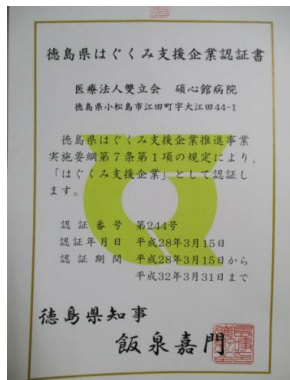 徳島県はぐくみ支援企業認証書
医療法人雙立会　碩心館病院
徳島県小松島市江田町字大江田44-1
徳島県はぐくみ支援企業推進事業
実施要綱第7条第1項の規定により、
「はぐくみ支援企業」として認証し
ます。
認証番号　第244号
認証年月日　平成28年3月15日
認証期間　平成28年3月15日から
平成32年3月31日まで
徳島県知事
飯泉嘉門